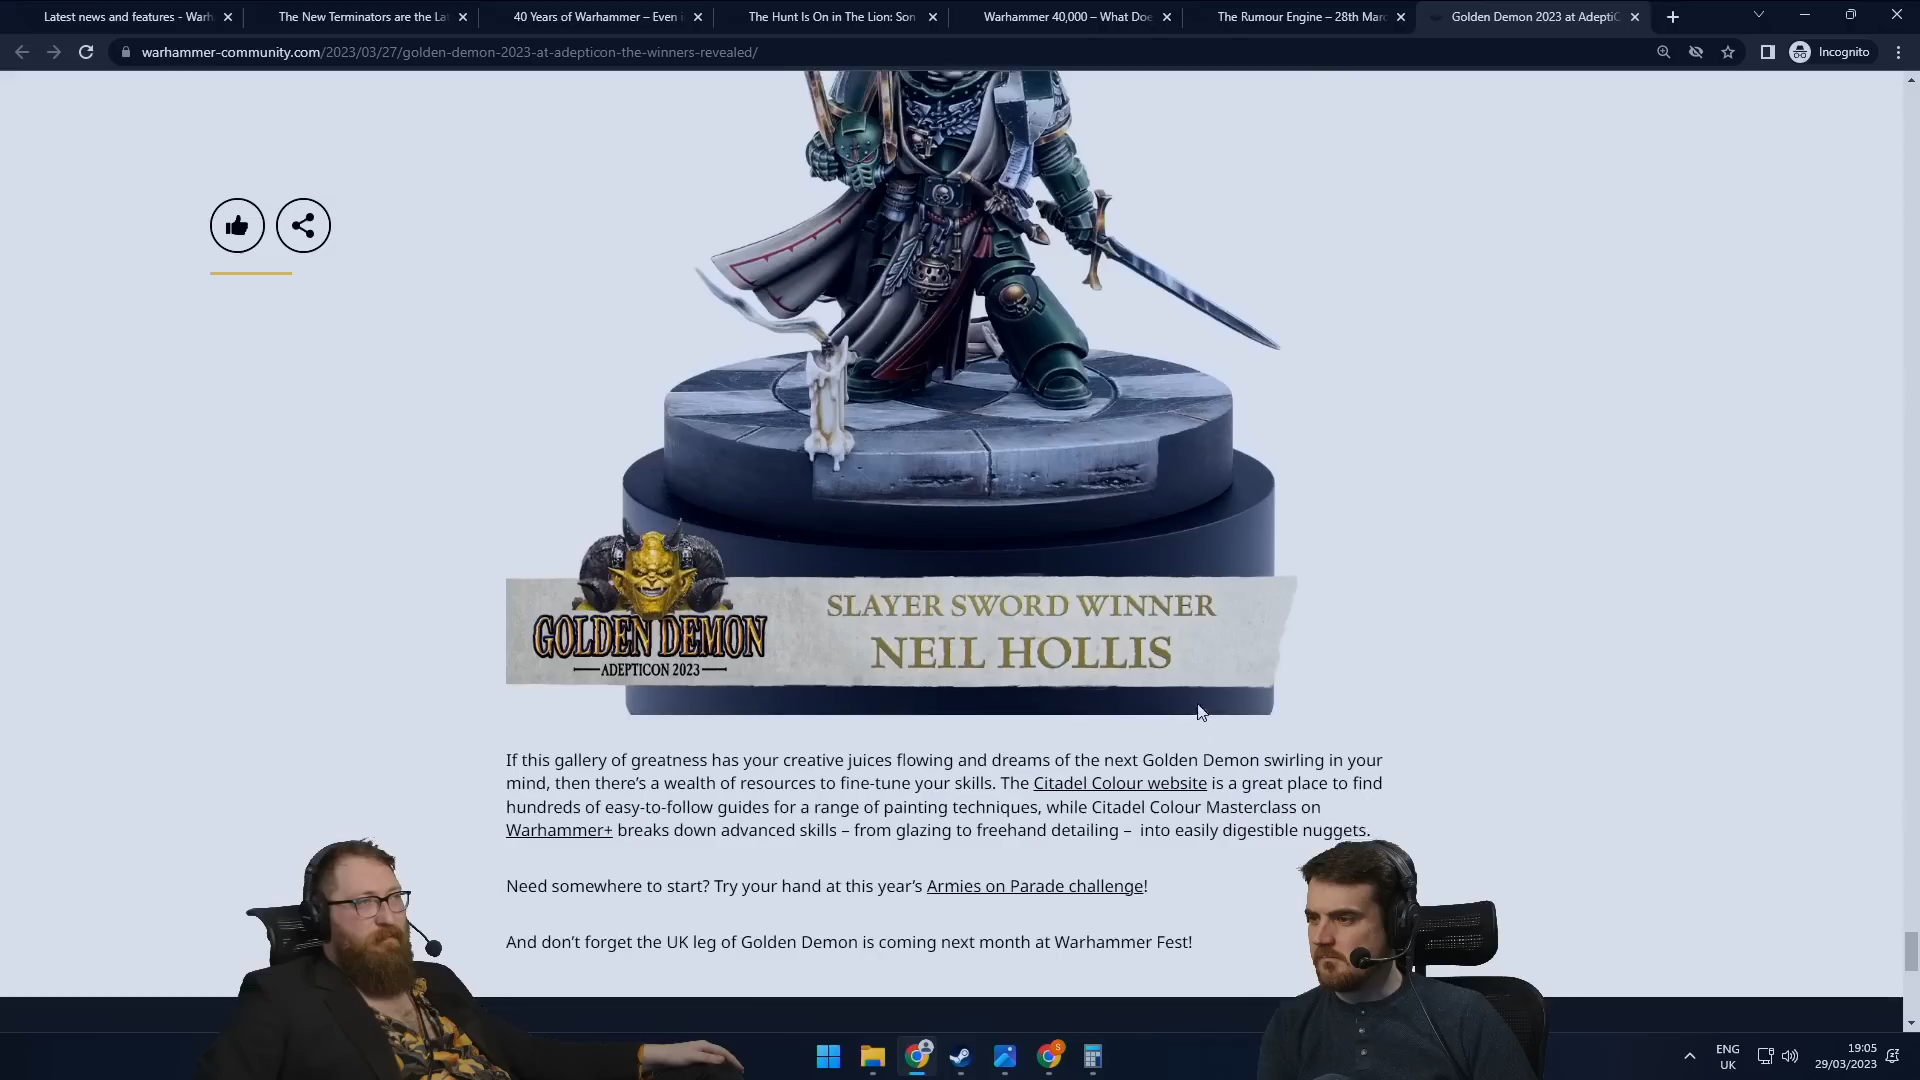 Latest news and features - Warh
The New Terminators are the La
40 Years of Warhammer – Even
The Hunt Is On in The Lion: Son
Warhammer 40,000 – What Doe
The Rumour Engine – 28th Marc
Golden Demon 2023 at AdeptiC
warhammer-community.com/2023/03/27/golden-demon-2023-at-adepticon-the-winners-revealed/
Incognito
GOLDEN DEMON
ADEPTICON 2023
SLAYER SWORD WINNER
NEIL HOLLIS
If this gallery of greatness has your creative juices flowing and dreams of the next Golden Demon swirling in your
mind, then there's a wealth of resources to fine-tune your skills. The Citadel Colour website is a great place to find
hundreds of easy-to-follow guides for a range of painting techniques, while Citadel Colour Masterclass on
Warhammer+ breaks down advanced skills – from glazing to freehand detailing – into easily digestible nuggets.
Need somewhere to start? Try your hand at this year's Armies on Parade challenge!
And don't forget the UK leg of Golden Demon is coming next month at Warhammer Fest!
S
ENG
UK
19:05
29/03/2023